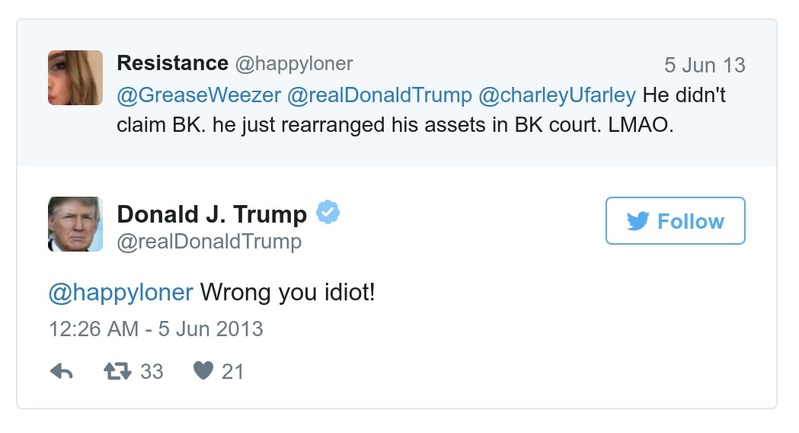 Resistance @happyloner 5 Jun 13
@GreaseWeezer @realDonaldTrump @charleyUfarley He didn't
claim BK. he just rearranged his assets in BK court. LMAO.
Donald J. Trump
@realDonaldTrump
Follow
@happyloner Wrong you idiot!
12:26 AM - 5 Jun 2013
33 21